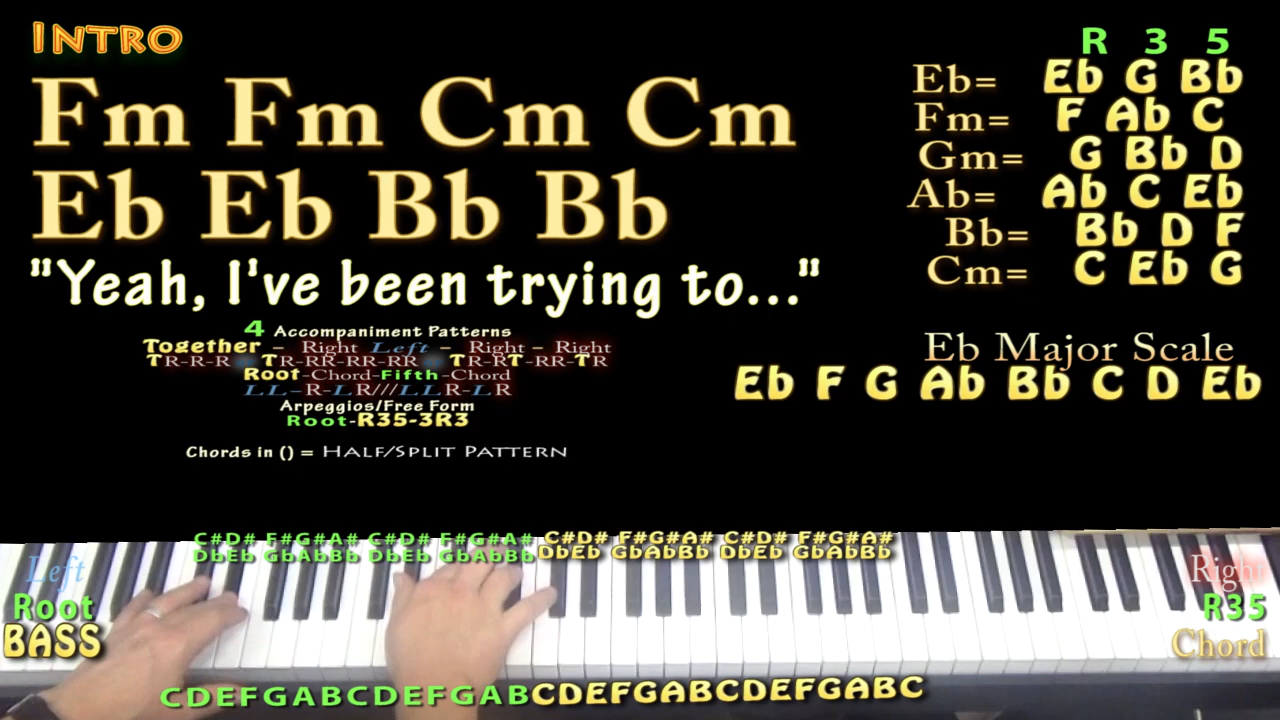 INTRO
Fm Fm Cm Cm
Eb Eb Bb Bb
"Yeah, I've been trying to..."
4 Accompaniment Patterns
Together – Right Left – Right – Right
TR-R-R TR-RR-RR-RR TR-RT-RR-TR
Root-Chord-Fifth-Chord
LL-R-LR///LLR-LR
Arpeggios/Free Form
Root-R35-3R3
Chords in () = HALF/SPLIT PATTERN
R 3 5
Eb= Eb G Bb
Fm= F Ab C
Gm= G Bb D
Ab= Ab C Eb
Bb= Bb D F
Cm= C Eb G
Eb Major Scale
Eb F G Ab Bb C D Eb
C#D# F#G#A# C#D# F#G#A# C#D# F#G#A# C#D# F#G#A#
DbEb GbAbBb DbEb GbAbBb DbEb GbAbBb DbEb GbAbBb
Left
Root
BASS
Right
R35
Chord
CDEFGABCDEFGABCDEFGABCDEFGABC